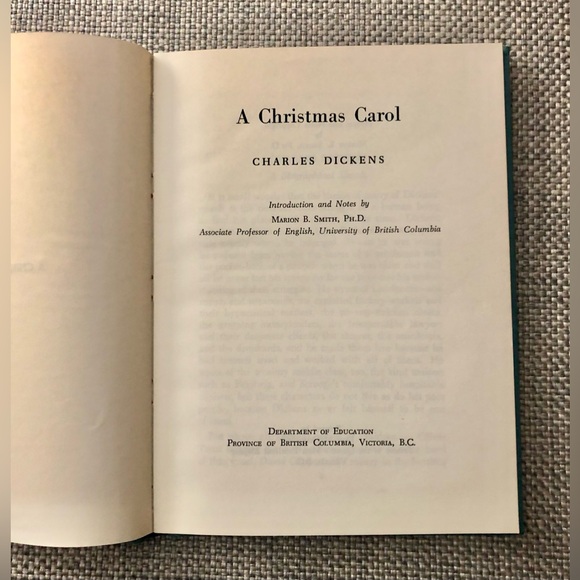 A Christmas Carol
CHARLES DICKENS
Introduction and Notes by
MARION B. SMITH, PH.D.
Associate Professor of English, University of British Columbia
DEPARTMENT OF EDUCATION
PROVINCE OF BRITISH COLUMBIA, VICTORIA, B.C.